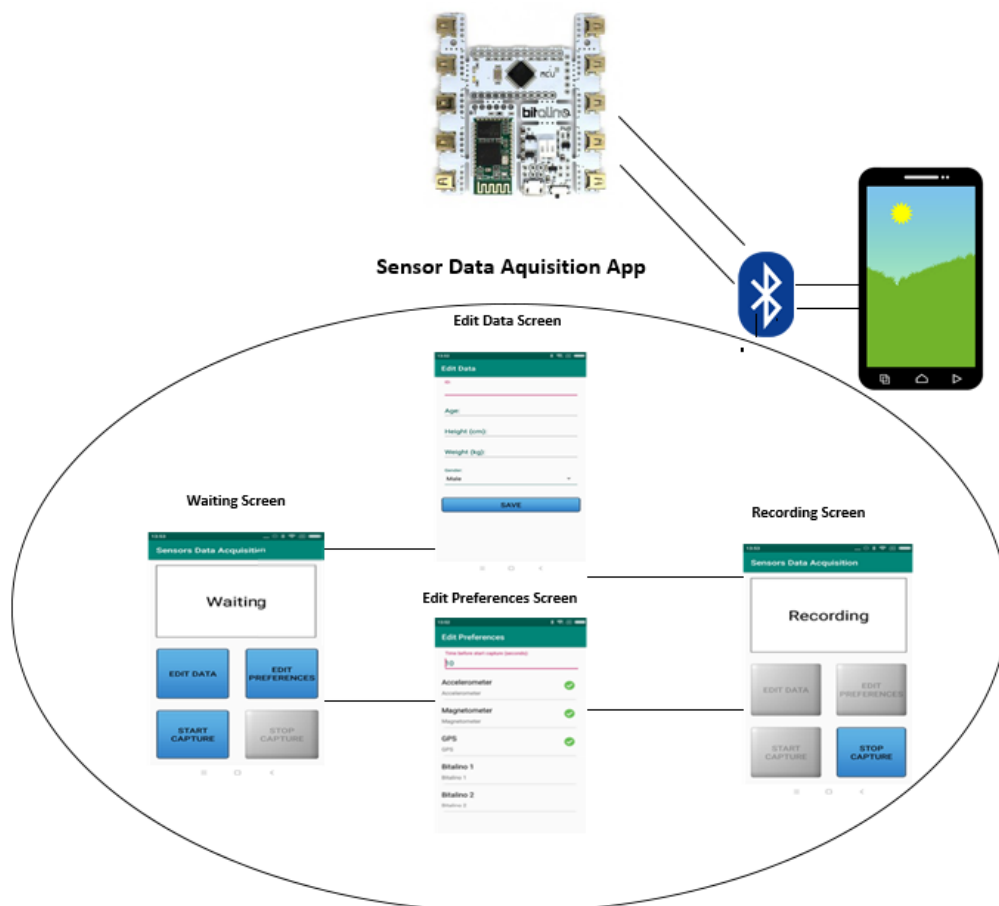 MCU
bitalino
Sensor Data Aquisition App
Edit Data Screen
Edit Data
Age:
Height (cm):
Weight (kg):
Gender
Male
SAVE
Waiting Screen
Sensors Data Acquisition
Waiting
EDIT DATA
EDIT
PREFERENCES
START
CAPTURE
STOP
CAPTURE
Edit Preferences Screen
Edit Preferences
Time before start capture (seconds)
10
Accelerometer
Accelerometer
Magnetometer
Magnetometer
GPS
GPS
Bitalino 1
Bitalino 1
Bitalino 2
Bitalino 2
Recording Screen
Sensors Data Acquisition
Recording
EDIT DATA
EDIT
PREFERENCES
START
CAPTURE
STOP
CAPTURE